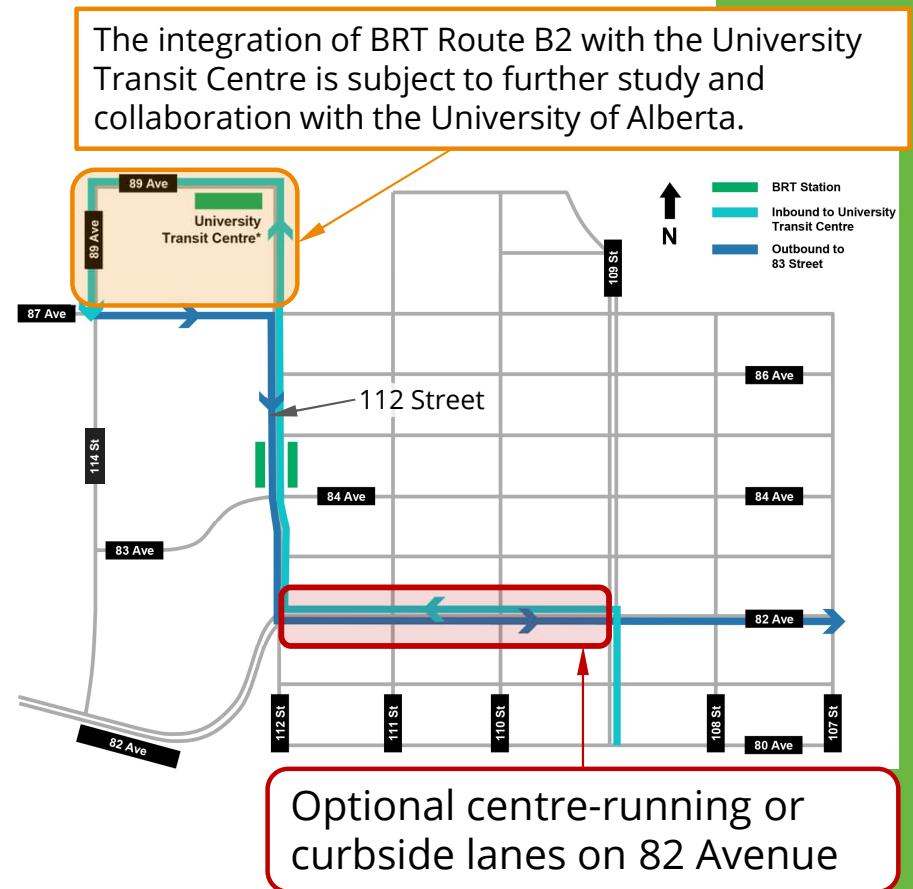 The integration of BRT Route B2 with the University
Transit Centre is subject to further study and
collaboration with the University of Alberta.
89 Ave
University
Transit Centre*
89 Ave
N
BRT Station
Inbound to University
Transit Centre
Outbound to
83 Street
109 St
87 Ave
86 Ave
112 Street
114 St
84 Ave
84 Ave
83 Ave
82 Ave
112 St
111 St
110 St
108 St
107 St
82 Ave
80 Ave
Optional centre-running or
curbside lanes on 82 Avenue